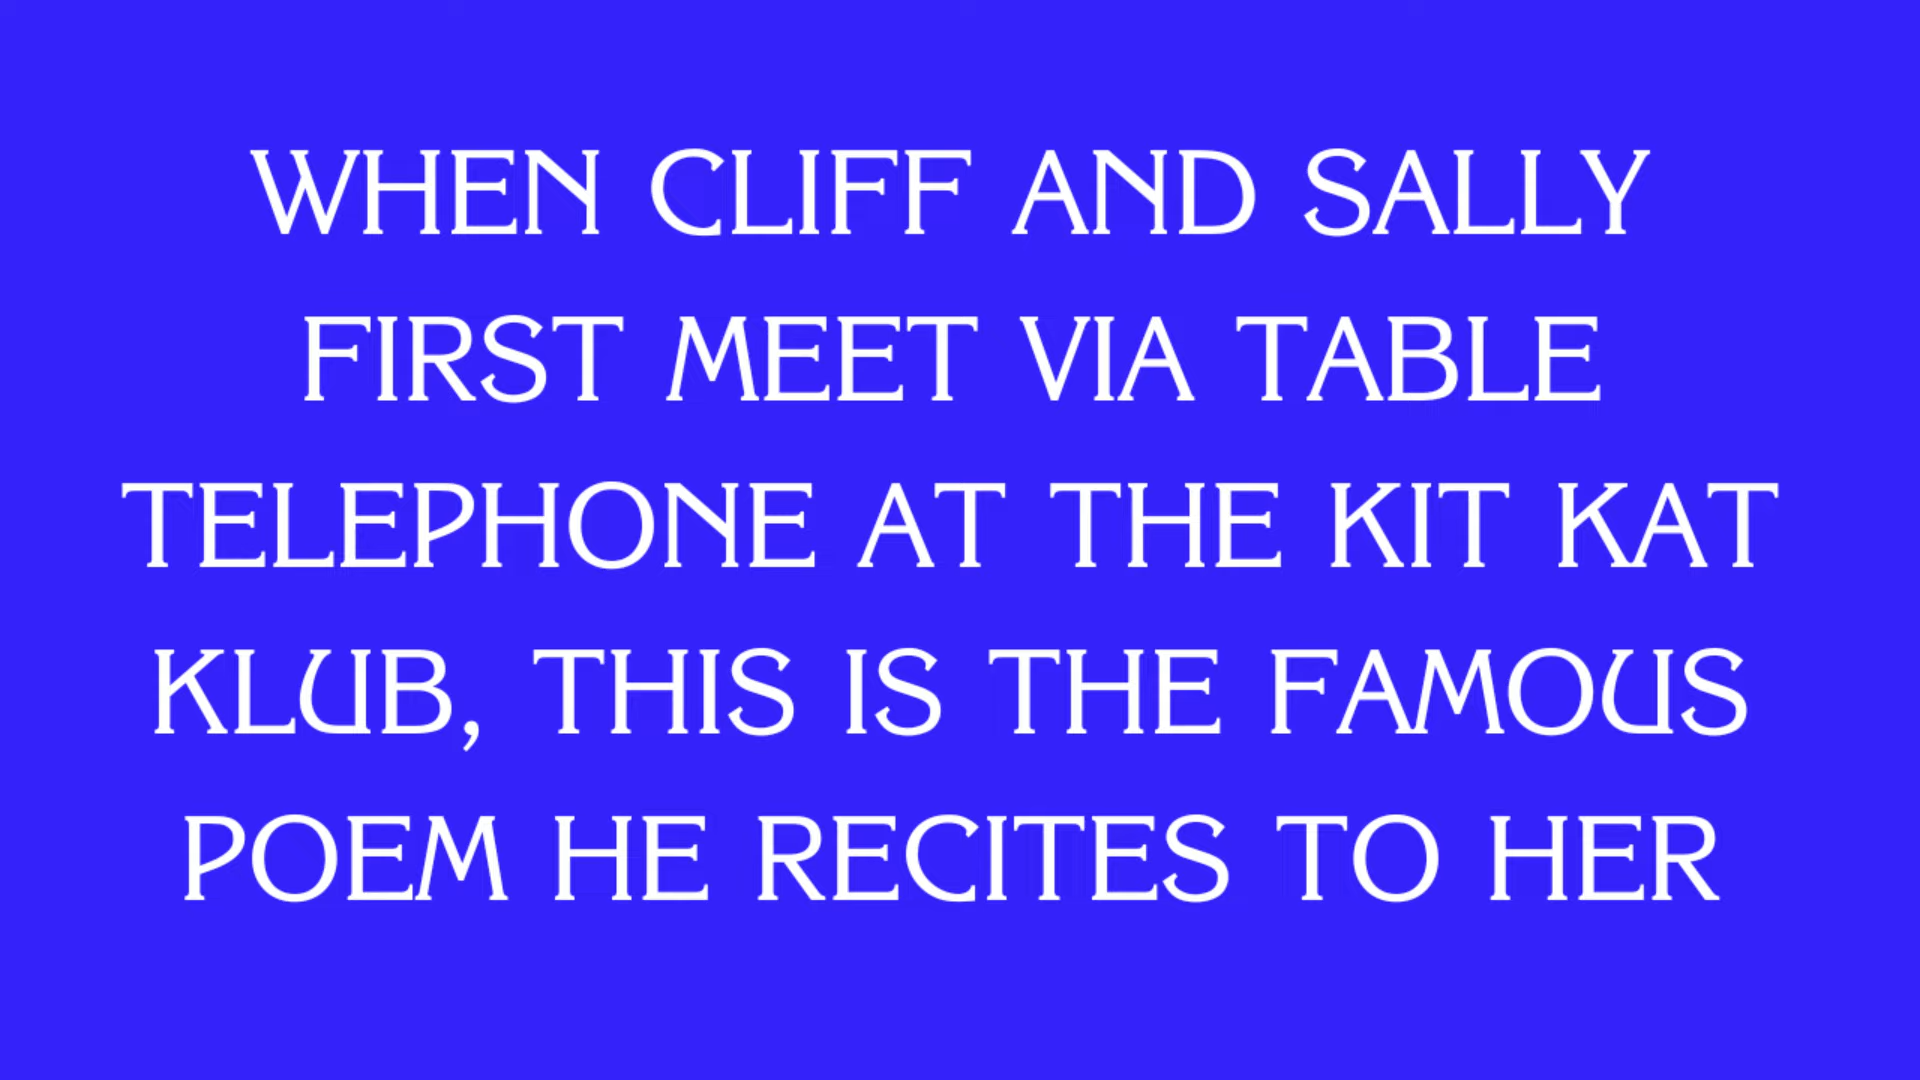 WHEN CLIFF AND SALLY
FIRST MEET VIA TABLE
TELEPHONE AT THE KIT KAT
KLUB, THIS IS THE FAMOUS
POEM HE RECITES TO HER